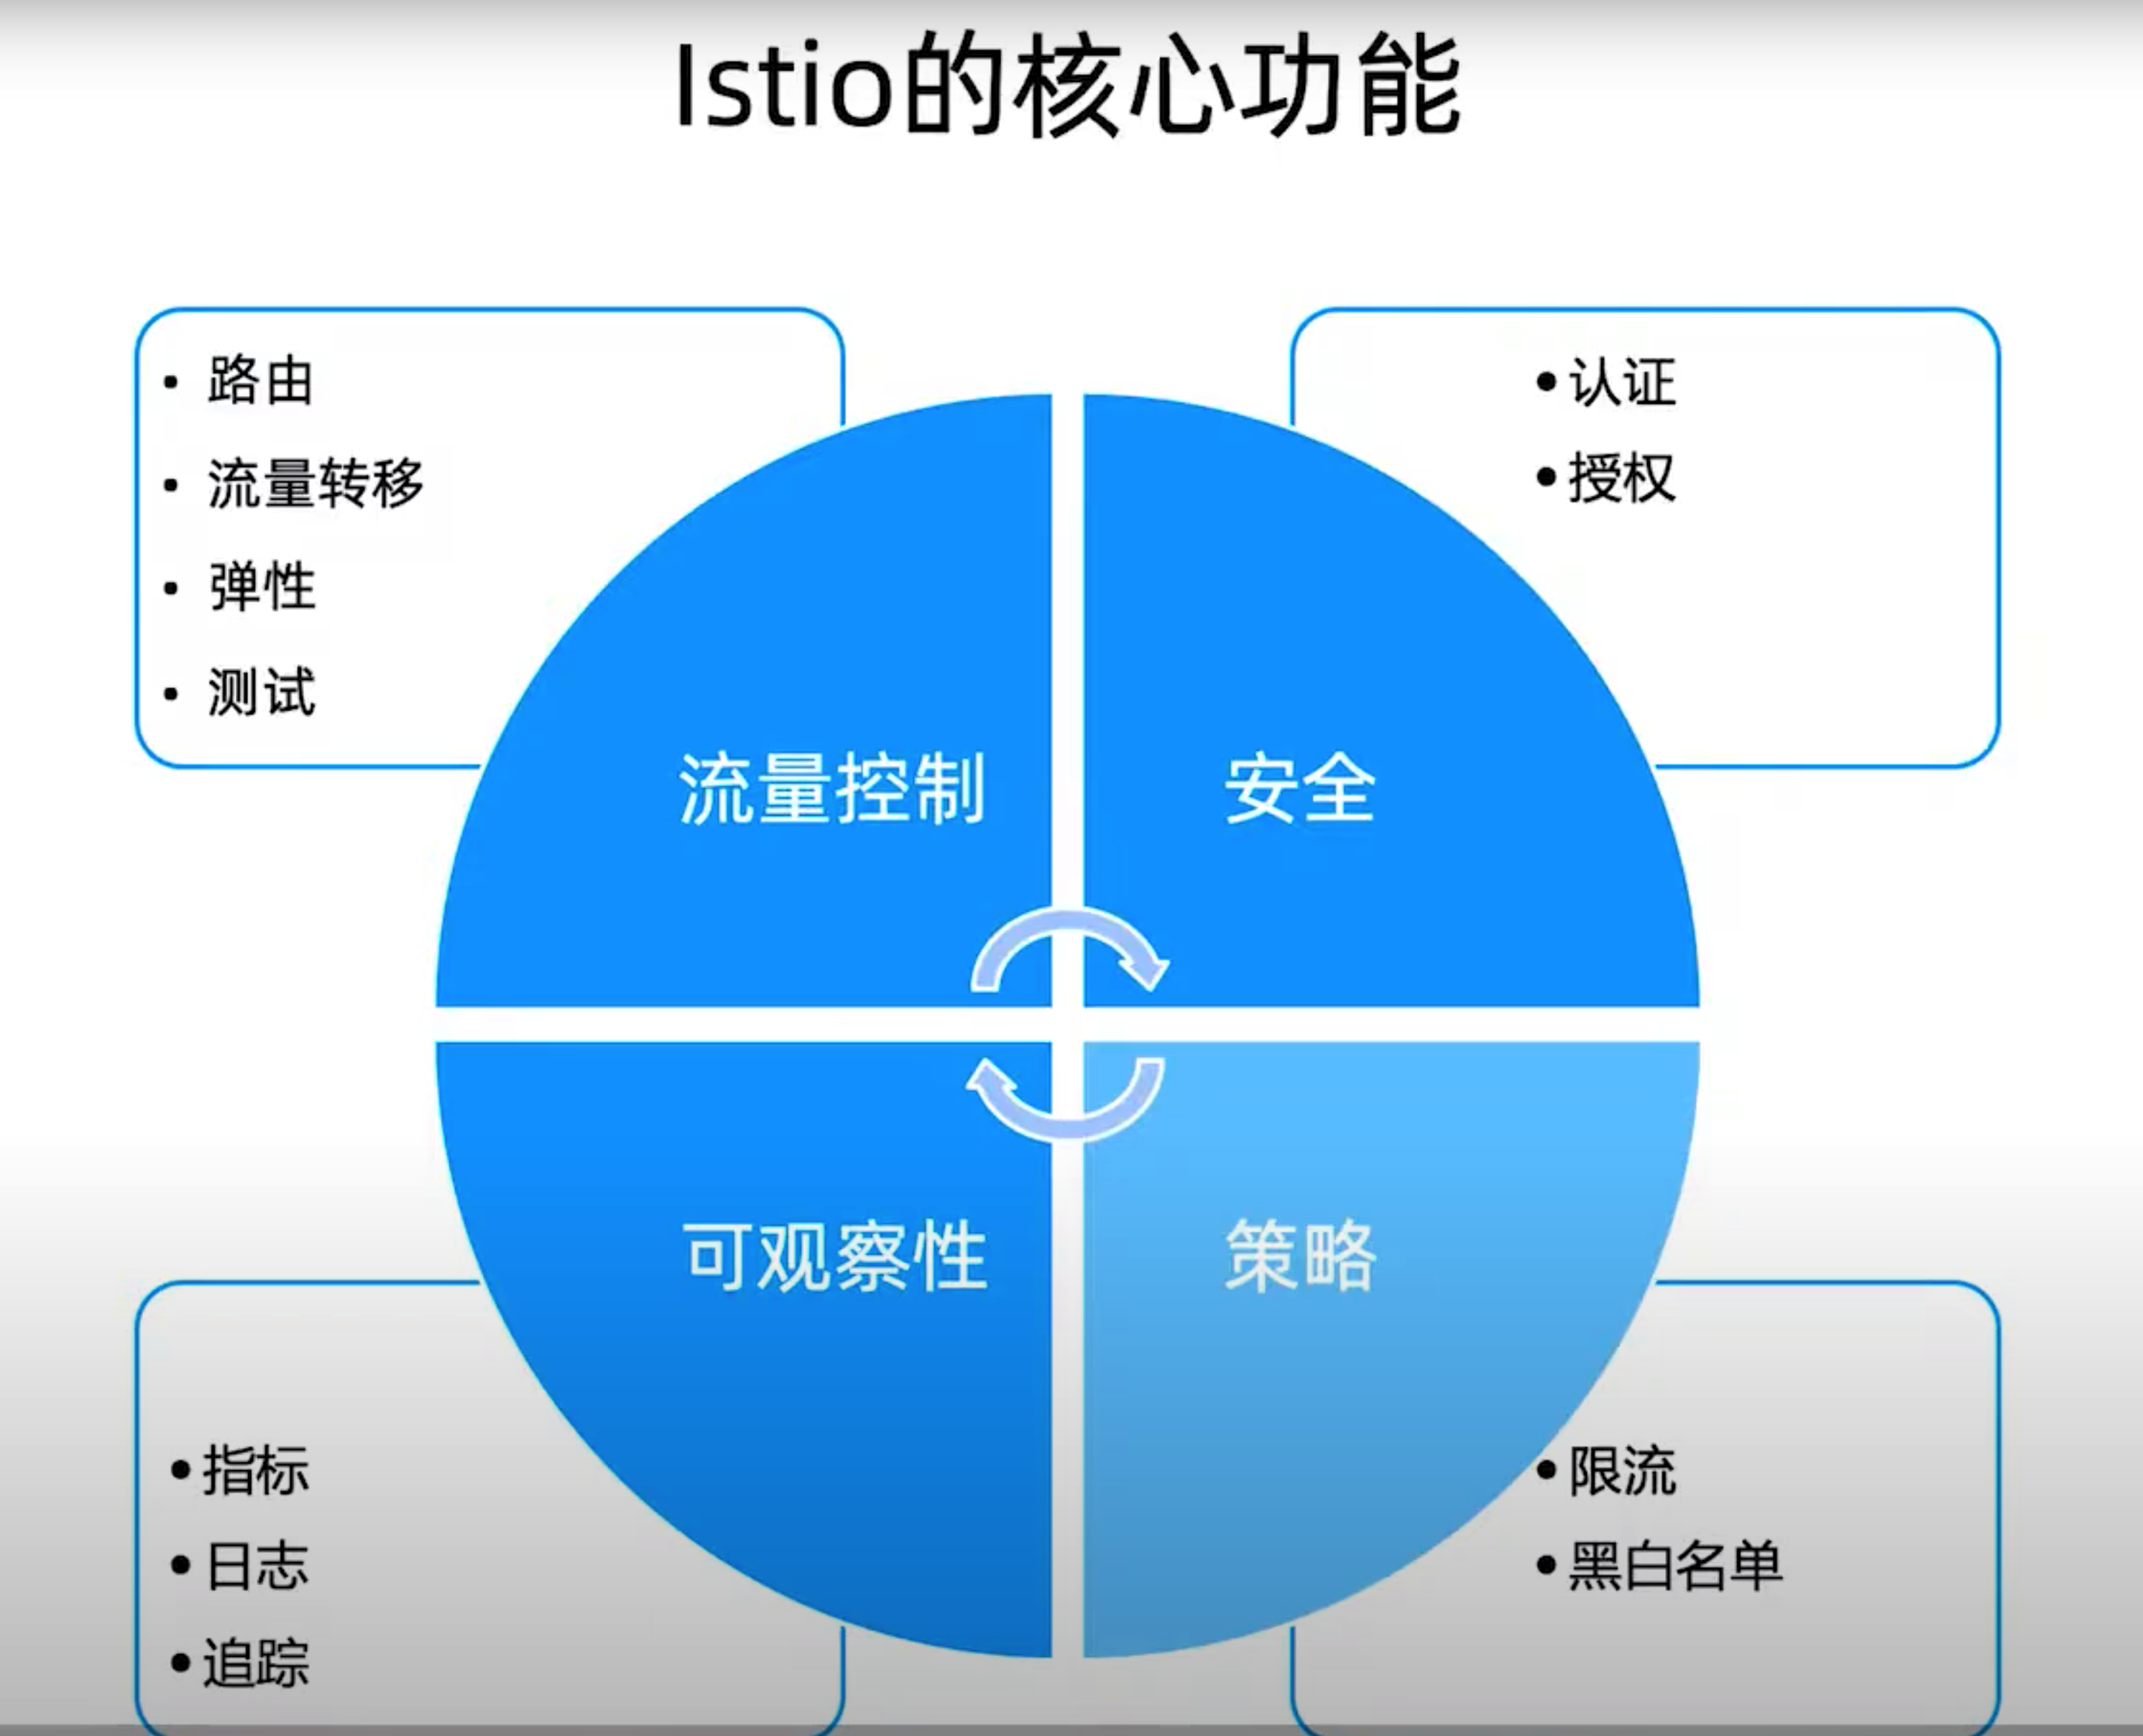 Istio的核心功能
路由
流量转移
弹性
测试
认证
授权
流量控制
安全
可观察性
策略
指标
日志
追踪
限流
黑白名单